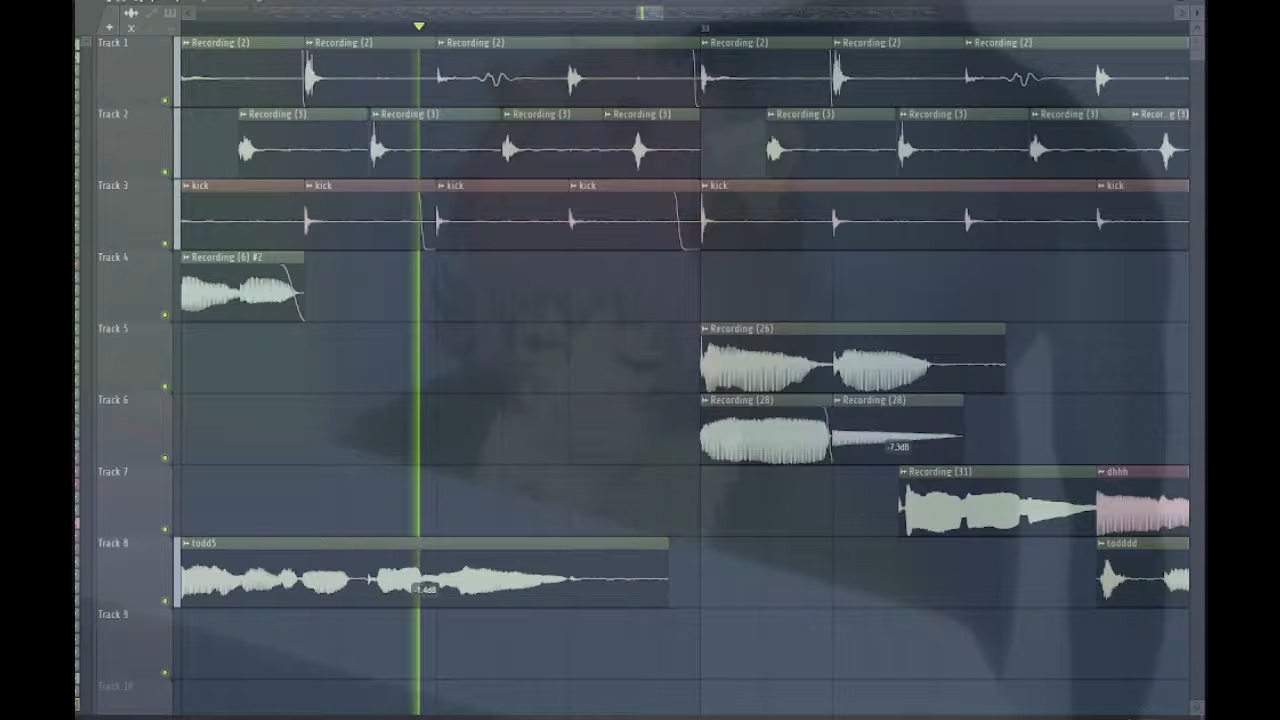 33
Track 1 Recording (2) Recording (2) Recording (2) Recording (2) Recording (2) Recording (2)
Track 2 Recording (3) Recording (3) Recording (3) Recording (3) Recording (3) Recording (3) Recording (3) Recor...g (3)
Track 3 kick kick kick kick kick kick
Track 4 Recording (6) #2
Track 5 Recording (26)
Track 6 Recording (28) Recording (28)
-7.3dB
Track 7 Recording (31) dhhh
Track 8 todd5 todddd
-1.4dB
Track 9
Track 10